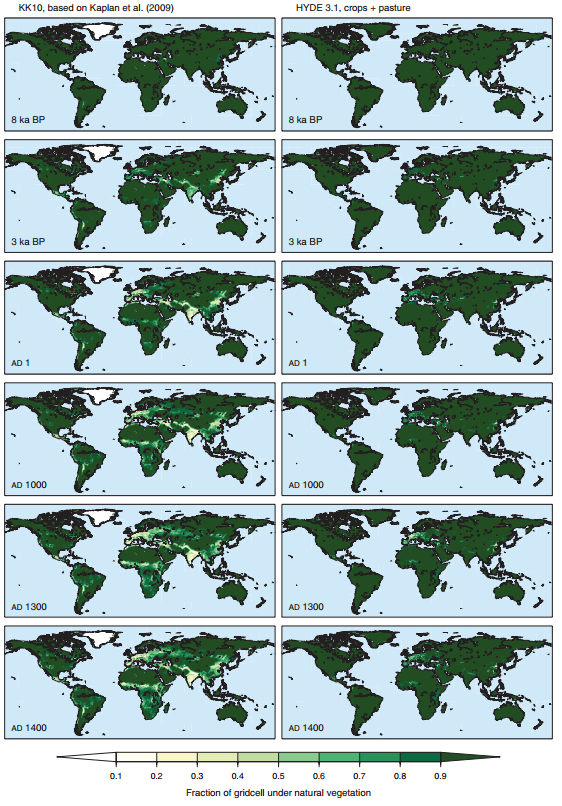 KK10, based on Kaplan et al. (2009) HYDE 3.1, crops + pasture
8 ka BP 8 ka BP
3 ka BP 3 ka BP
AD 1 AD 1
AD 1000 AD 1000
AD 1300 AD 1300
AD 1400 AD 1400
0.1 0.2 0.3 0.4 0.5 0.6 0.7 0.8 0.9
Fraction of gridcell under natural vegetation